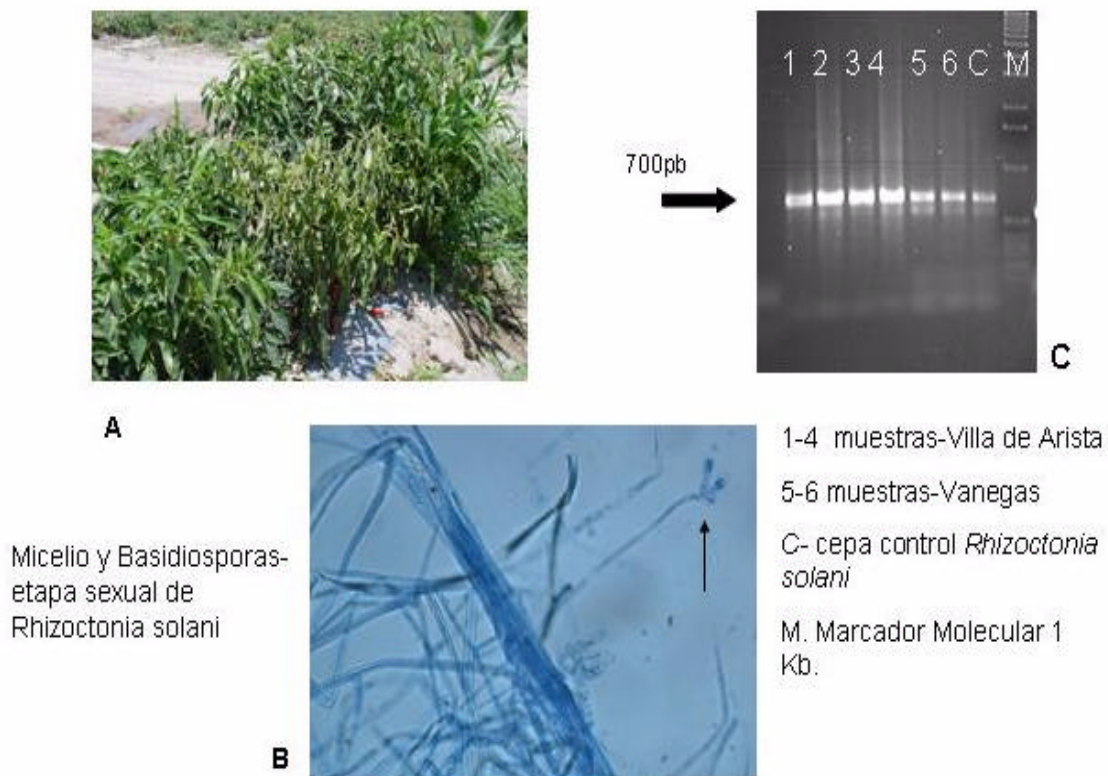 1 2 3 4 5 6 C M
700pb
C
A
1-4 muestras-Villa de Arista
5-6 muestras-Vanegas
C- cepa control Rhizoctonia
solani
M. Marcador Molecular 1
Kb.
Micelio y Basidiosporas-
etapa sexual de
Rhizoctonia solani
B